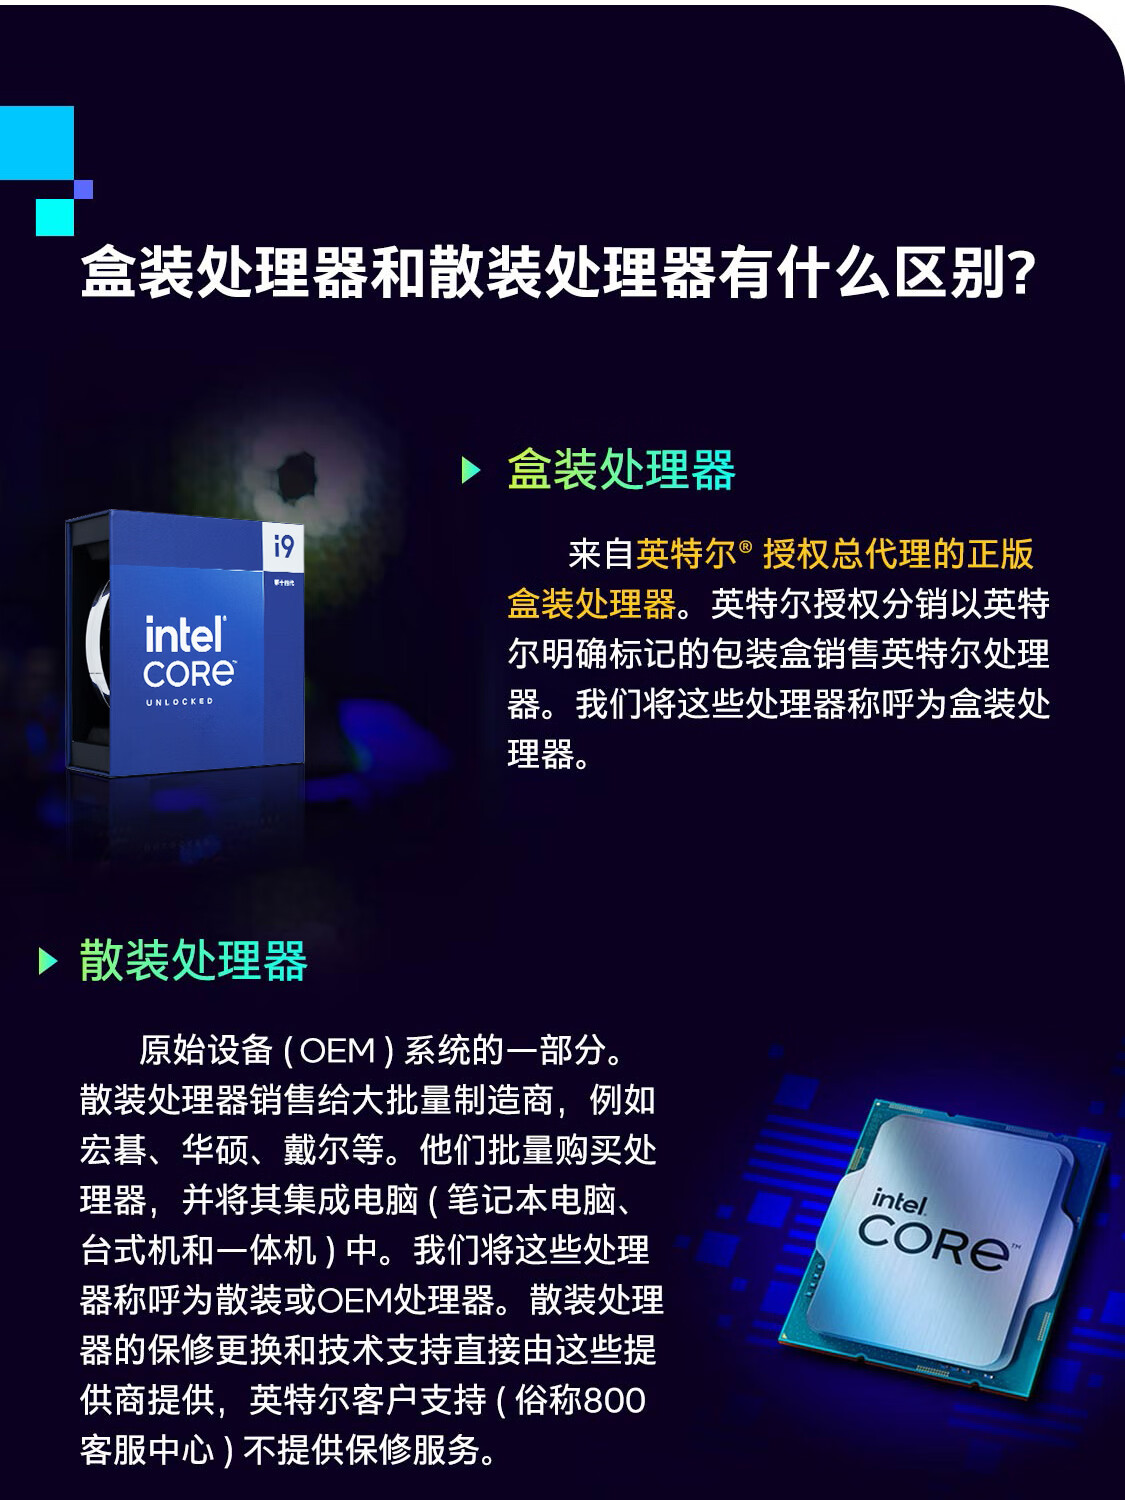 盒装处理器和散装处理器有什么区别?
盒装处理器
来自英特尔® 授权总代理的正版
盒装处理器。英特尔授权分销以英特
尔明确标记的包装盒销售英特尔处理
器。我们将这些处理器称呼为盒装处
理器。
i9
第十四代
intel
CORE™
UNLOCKED
散装处理器
原始设备 ( OEM ) 系统的一部分。
散装处理器销售给大批量制造商，例如
宏碁、华硕、戴尔等。他们批量购买处
理器，并将其集成电脑 ( 笔记本电脑、
台式机和一体机 ) 中。我们将这些处理
器称呼为散装或OEM处理器。散装处理
器的保修更换和技术支持直接由这些提
供商提供，英特尔客户支持 ( 俗称800
客服中心 ) 不提供保修服务。
intel
CORE™